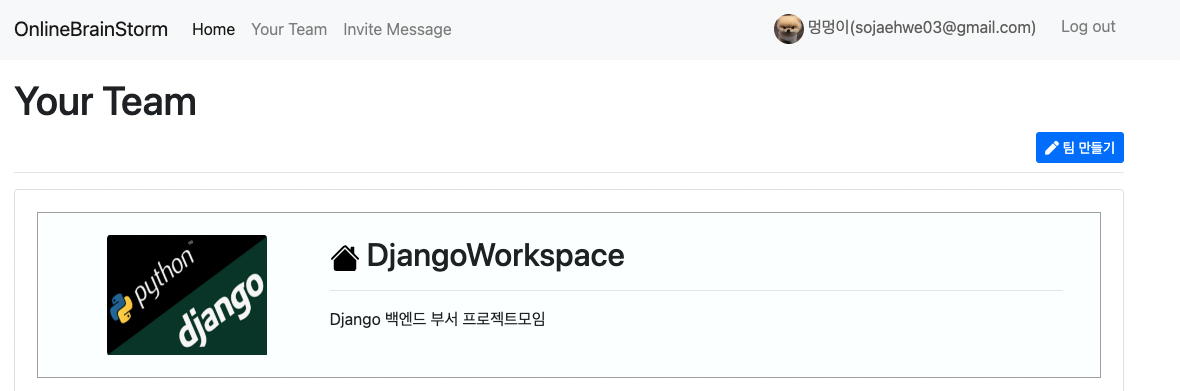 OnlineBrainStorm Home Your Team Invite Message 멍멍이(sojaehwe03@gmail.com) Log out
Your Team
팀 만들기
DjangoWorkspace
python™
django
Django 백엔드 부서 프로젝트모임